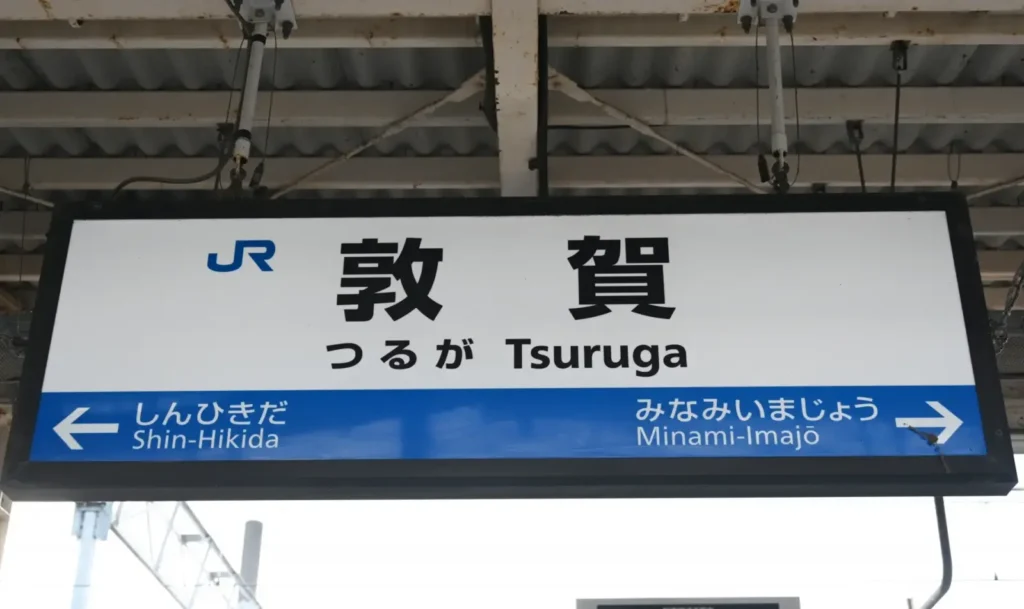 JR 敦賀
つるが Tsuruga
しんひきだ
Shin-Hikida
みなみいまじょう
Minami-Imajō